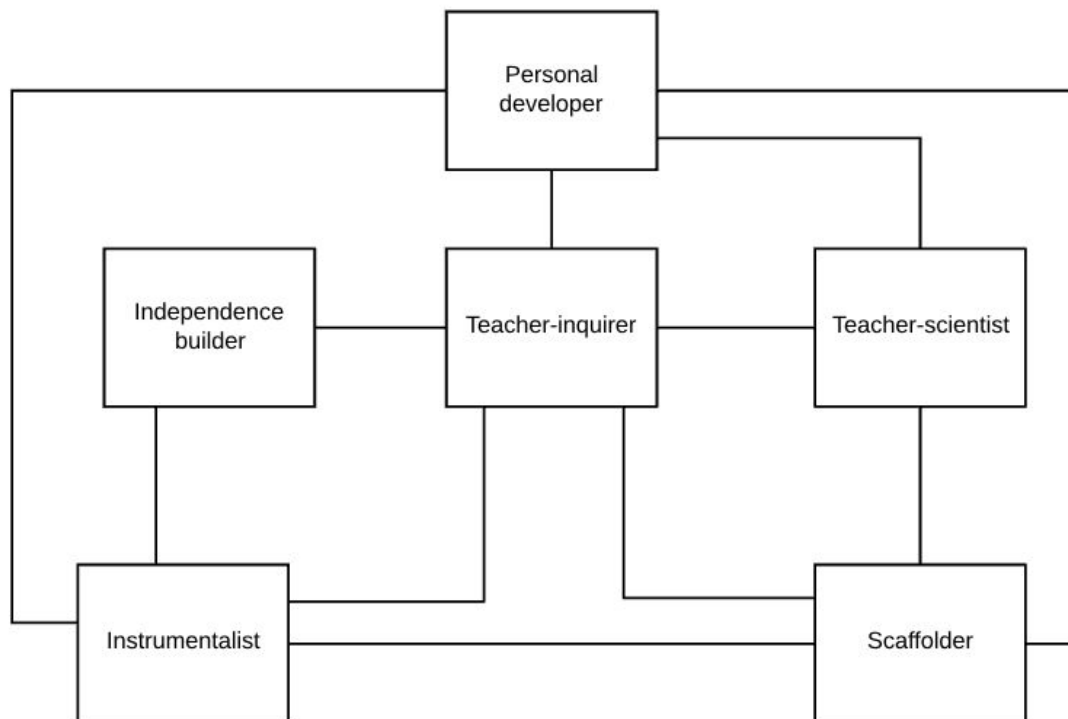 Personal
developer
Independence
builder
Teacher-inquirer
Teacher-scientist
Instrumentalist
Scaffolder